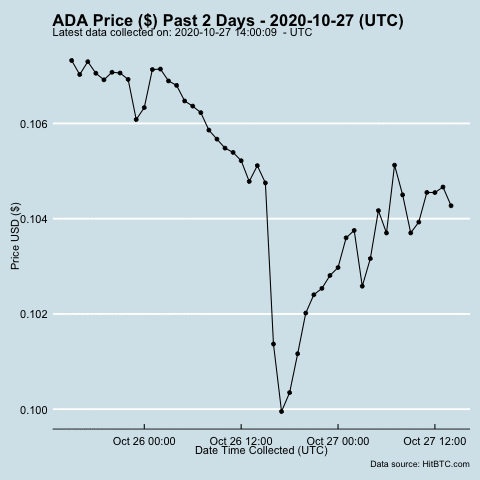 ADA Price ($) Past 2 Days - 2020-10-27 (UTC)
Latest data collected on: 2020-10-27 14:00:09  - UTC
0.106
0.104
0.102
0.100
Price USD ($)
Oct 26 00:00 Oct 26 12:00 Oct 27 00:00 Oct 27 12:00
Date Time Collected (UTC)
Data source: HitBTC.com